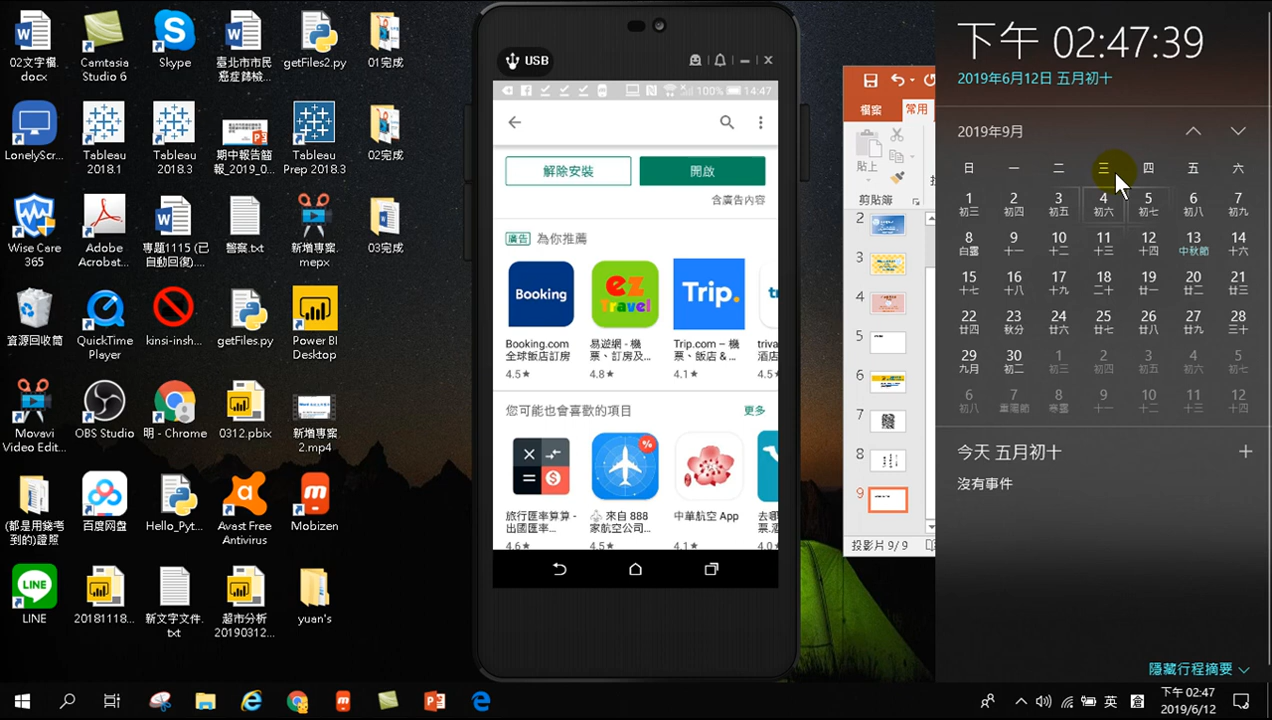 02文字檔.
docx
Camtasia
Studio 6
Skype
臺北市市民
癌症篩檢...
getFiles2.py
01完成
LonelyScr...
Tableau
2018.1
Tableau
2018.3
期中報告簡
報_2019_0...
Tableau
Prep 2018.3
02完成
Wise Care
365
Adobe
Acrobat...
專題1115 (已
自動回復)....
警察.txt
新增專案.
mepx
03完成
資源回收筒
QuickTime
Player
kinsi-insh...
getFiles.py
Power BI
Desktop
Movavi
Video Edit...
OBS Studio
明 - Chrome
0312.pbix
新增專案
2.mp4
(都是用錢考
到的)證照
百度网盘
Hello_Pyt...
Avast Free
Antivirus
Mobizen
LINE
20181118...
新文字文件.
txt
超市分析
20190312...
yuan's
USB
100% 14:47
解除安裝
開啟
含廣告內容
廣告 為你推薦
Booking
ez
Travel
Trip.
Booking.com
全球飯店訂房
易遊網 - 機
票、訂房及...
Trip.com – 機
票、飯店 & ...
triva
酒店
4.5★
4.8★
4.1★
4.5★
您可能也會喜歡的項目
更多
旅行匯率算算 -
出國匯率...
來自 888
家航空公司...
中華航空 App
4.6★
4.5★
4.1★
4.0★
檔案
常用
貼上
剪貼簿
2
3
4
5
6
7
8
9
投影片 9/9
下午 02:47:39
2019年6月12日 五月初十
2019年9月
日 一 二 三 四 五 六
1 2 3 4 5 6 7
初三 初四 初五 初六 初七 初八 初九
8 9 10 11 12 13 14
白露 十一 十二 十三 十四 中秋節 十六
15 16 17 18 19 20 21
十七 十八 十九 二十 廿一 廿二 廿三
22 23 24 25 26 27 28
廿四 秋分 廿六 廿七 廿八 廿九 三十
29 30 1 2 3 4 5
九月 初二 初三 初四 初五 初六 初七
6 7 8 9 10 11 12
初八 重陽節 寒露 十一 十二 十三 十四
今天 五月初十
沒有事件
隱藏行程摘要
英
下午 02:47
2019/6/12